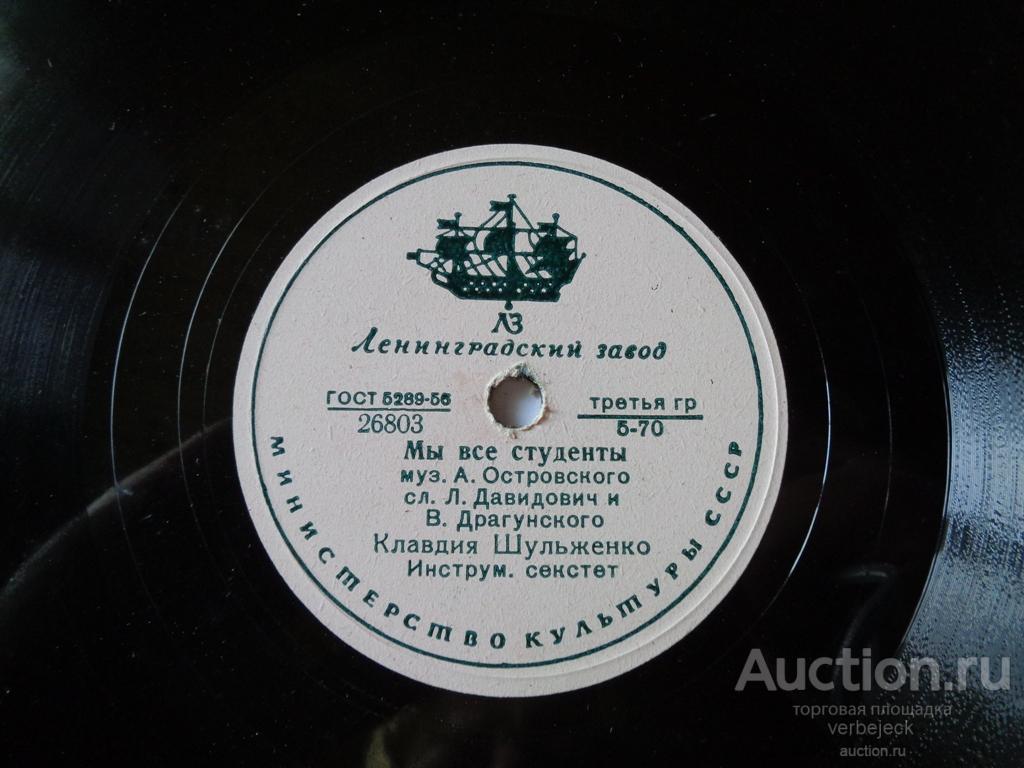 ЛЗ
Ленинградский завод
ГОСТ 5289-56
26803
третья гр
5-70
Мы все студенты
муз. А. Островского
сл. Л. Давидович и
В. Драгунского
Клавдия Шульженко
Инструм. секстет
МИНИСТЕРСТВО КУЛЬТУРЫ СССР
Auction.ru
торговая площадка
verbejeck
auction.ru